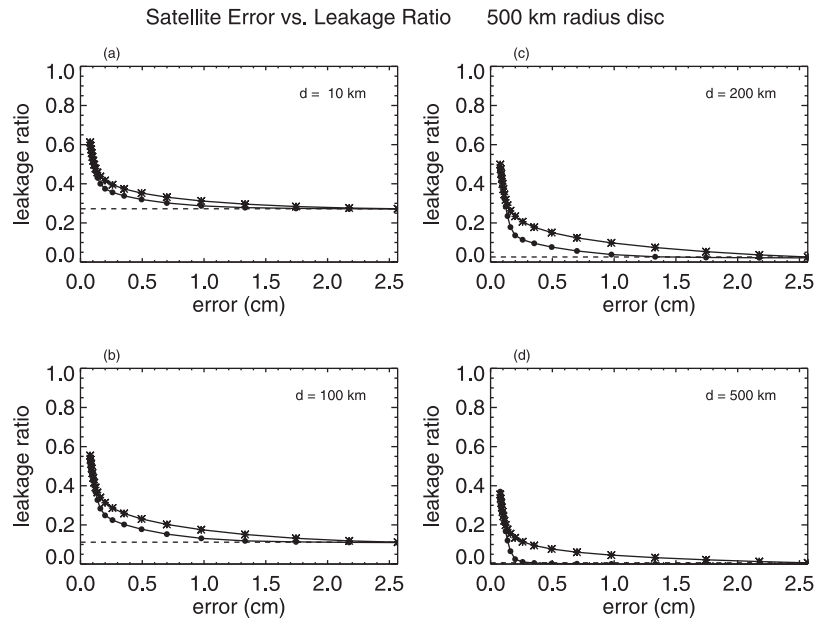 Satellite Error vs. Leakage Ratio 500 km radius disc
(a)
1.0
0.8
0.6
0.4
0.2
0.0
leakage ratio
d = 10 km
0.0 0.5 1.0 1.5 2.0 2.5
error (cm)
(c)
1.0
0.8
0.6
0.4
0.2
0.0
leakage ratio
d = 200 km
0.0 0.5 1.0 1.5 2.0 2.5
error (cm)
(b)
1.0
0.8
0.6
0.4
0.2
0.0
leakage ratio
d = 100 km
0.0 0.5 1.0 1.5 2.0 2.5
error (cm)
(d)
1.0
0.8
0.6
0.4
0.2
0.0
leakage ratio
d = 500 km
0.0 0.5 1.0 1.5 2.0 2.5
error (cm)